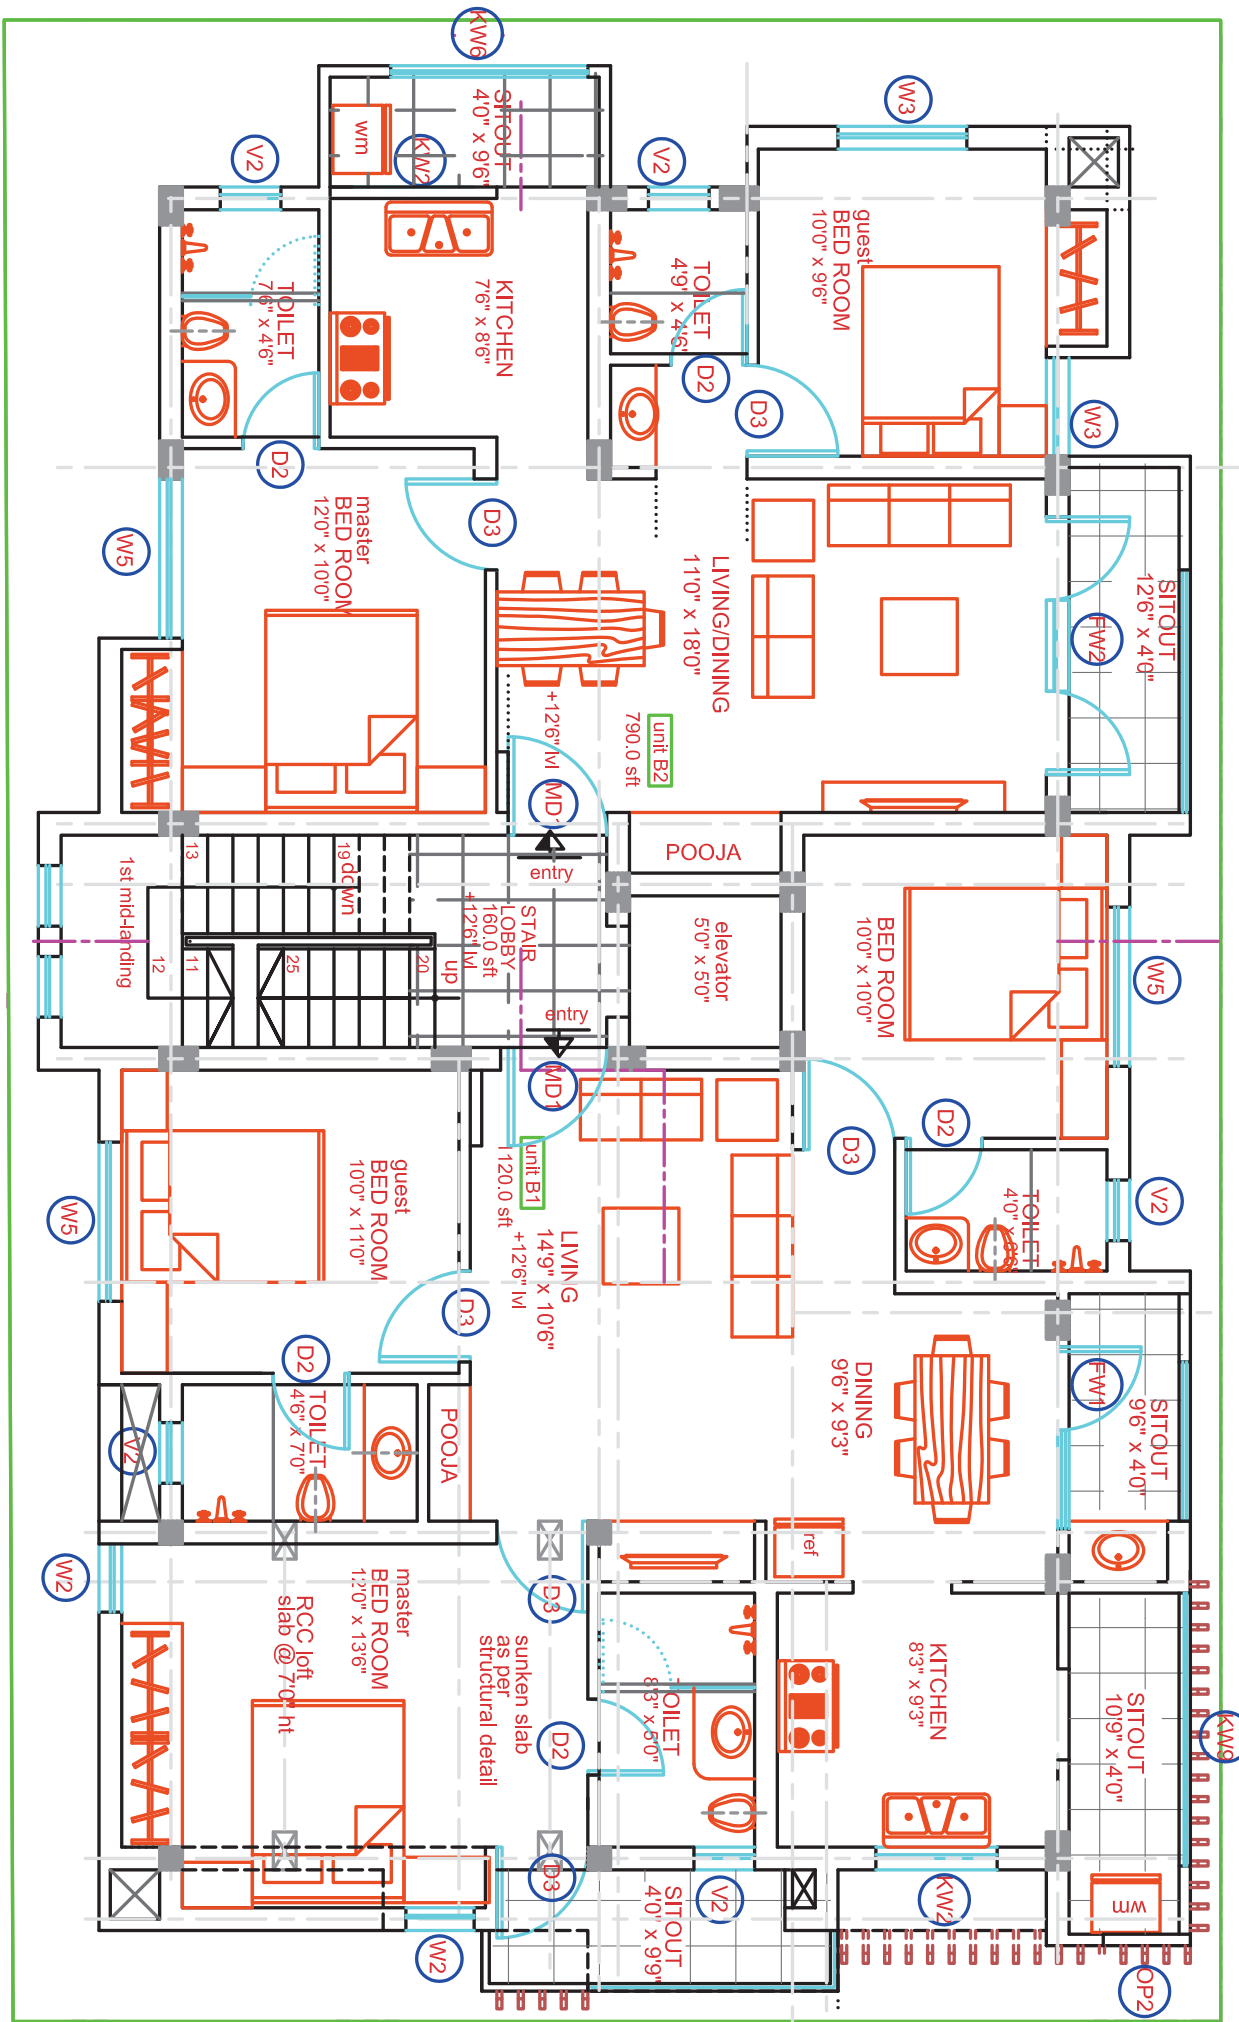 KW6
SITOUT
4'0" x 9'6"
wm
KW2
W3
V2
V2
guest
BED ROOM
10'0" x 9'6"
TOILET
7'6" x 4'6"
KITCHEN
7'6" x 8'6"
TOILET
4'9" x 4'6"
D2
D3
W3
D2
D3
W5
master
BED ROOM
12'0" x 10'0"
LIVING/DINING
11'0" x 18'0"
SITOUT
12'6" x 4'0"
FW2
+12'6" lvl
unit B2
790.0 sft
MD1
entry
POOJA
13
19
down
1st mid-landing
12
11
25
20
up
STAIR
LOBBY
160.0 sft
+12'6" lvl
elevator
5'0" x 5'0"
BED ROOM
10'0" x 10'0"
W5
entry
MD1
D2
D3
unit B1
1120.0 sft
+12'6" lvl
guest
BED ROOM
10'0" x 11'0"
W5
LIVING
14'9" x 10'6"
TOILET
V2
D3
D2
TOILET
4'6" x 7'0"
POOJA
V2
DINING
9'6" x 9'3"
FW1
SITOUT
9'6" x 4'0"
ref
W2
master
BED ROOM
12'0" x 13'6"
RCC loft
slab @ 7'0" ht
D3
sunken slab
as per
structural detail
D2
TOILET
8'3" x 5'0"
KITCHEN
8'3" x 9'3"
SITOUT
10'9" x 4'0"
KW9
D3
SITOUT
4'0" x 9'9"
V2
KW2
wm
W2
OP2